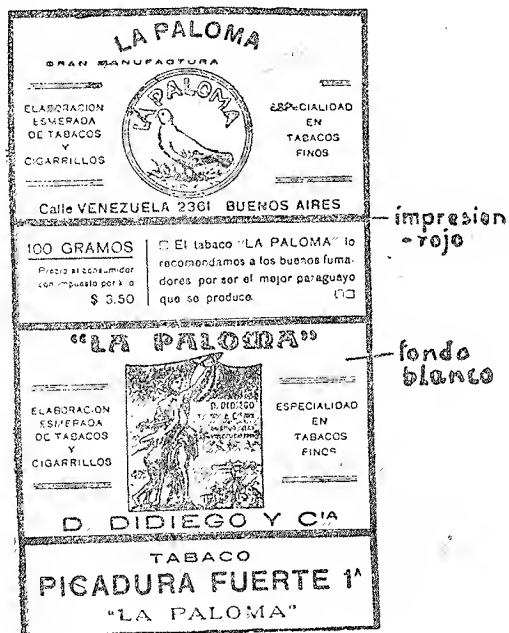 LA PALOMA
GRAN MANUFACTURA
ELABORACION
ESMERADA
DE TABACOS
Y
CIGARRILLOS
LA PALOMA
ESPECIALIDAD
EN
TABACOS
FINOS
Calle VENEZUELA 2361 BUENOS AIRES
impresion
rojo
100 GRAMOS
Precio al consumidor
con impuesto por kilo
$ 3.50
El tabaco "LA PALOMA" lo
recomendamos a los buenos fuma-
dores por ser el mejor paraguayo
que se produce.
"LA PALOMA"
fondo
blanco
ELABORACION
ESMERADA
DE TABACOS
Y
CIGARRILLOS
D. DIDIEGO
ESPECIALIDAD
EN
TABACOS
FINOS
D. DIDIEGO Y CIA
TABACO
PICADURA FUERTE 1A
"LA PALOMA"